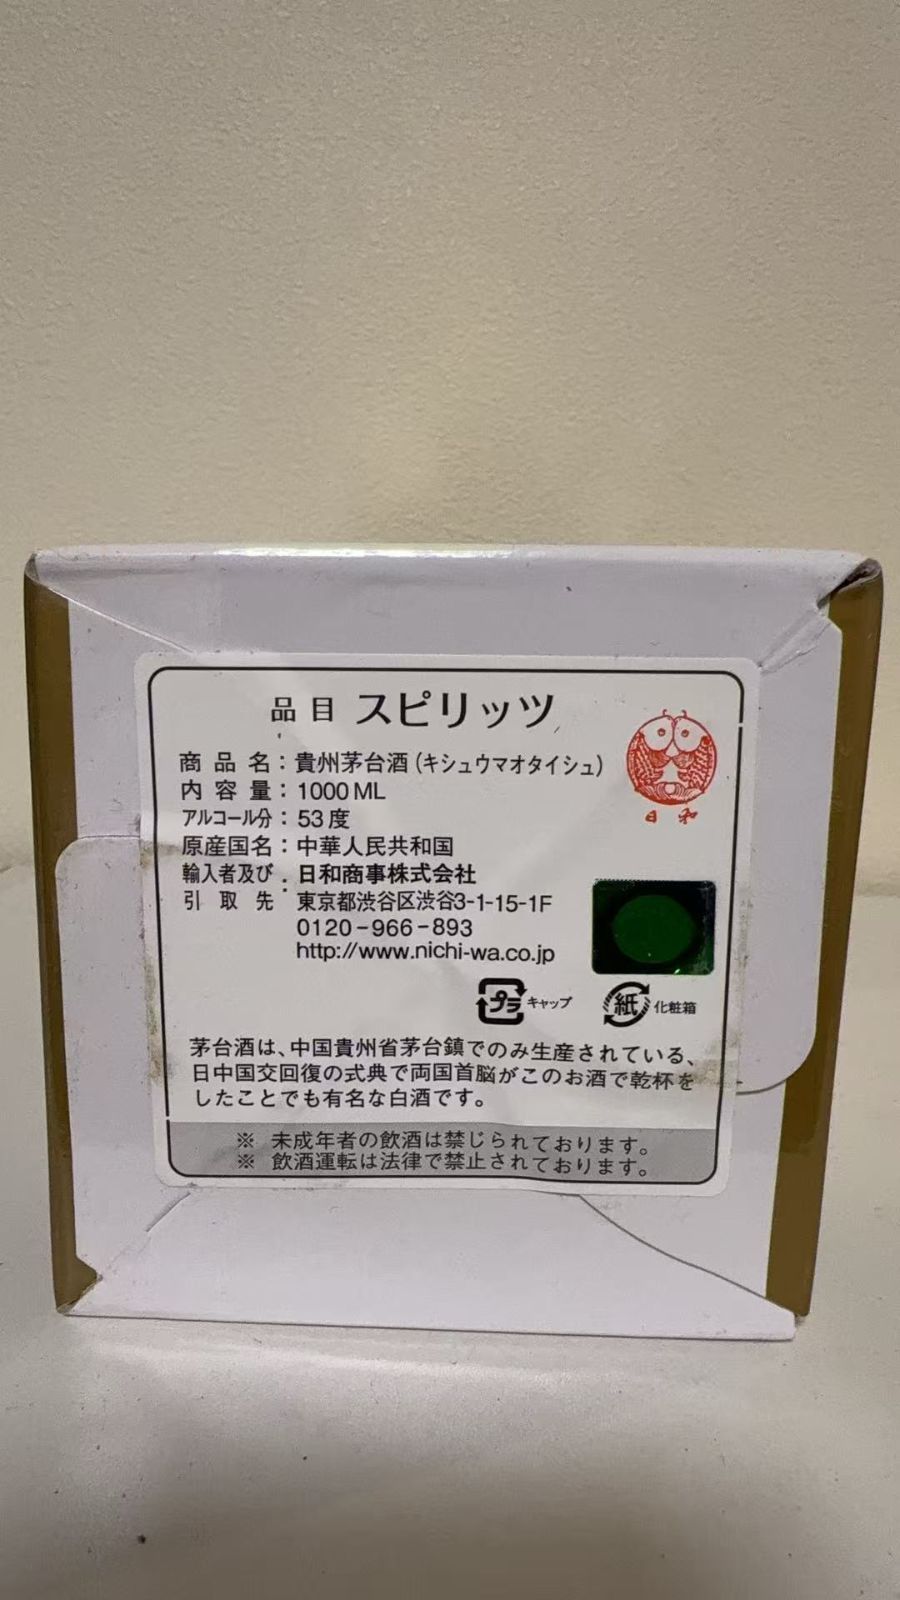 品目 スピリッツ
商品名：貴州茅台酒（キシュウマオタイシュ）
内容量：1000ML
アルコール分：53度
原産国名：中華人民共和国
輸入者及び引取先：日和商事株式会社
東京都渋谷区渋谷3-1-15-1F
0120-966-893
http://www.nichi-wa.co.jp
日和
プラ キャップ
紙 化粧箱
茅台酒は、中国貴州省茅台鎮でのみ生産されている、
日中国交回復の式典で両国首脳がこのお酒で乾杯を
したことでも有名な白酒です。
※ 未成年者の飲酒は禁じられております。
※ 飲酒運転は法律で禁止されております。